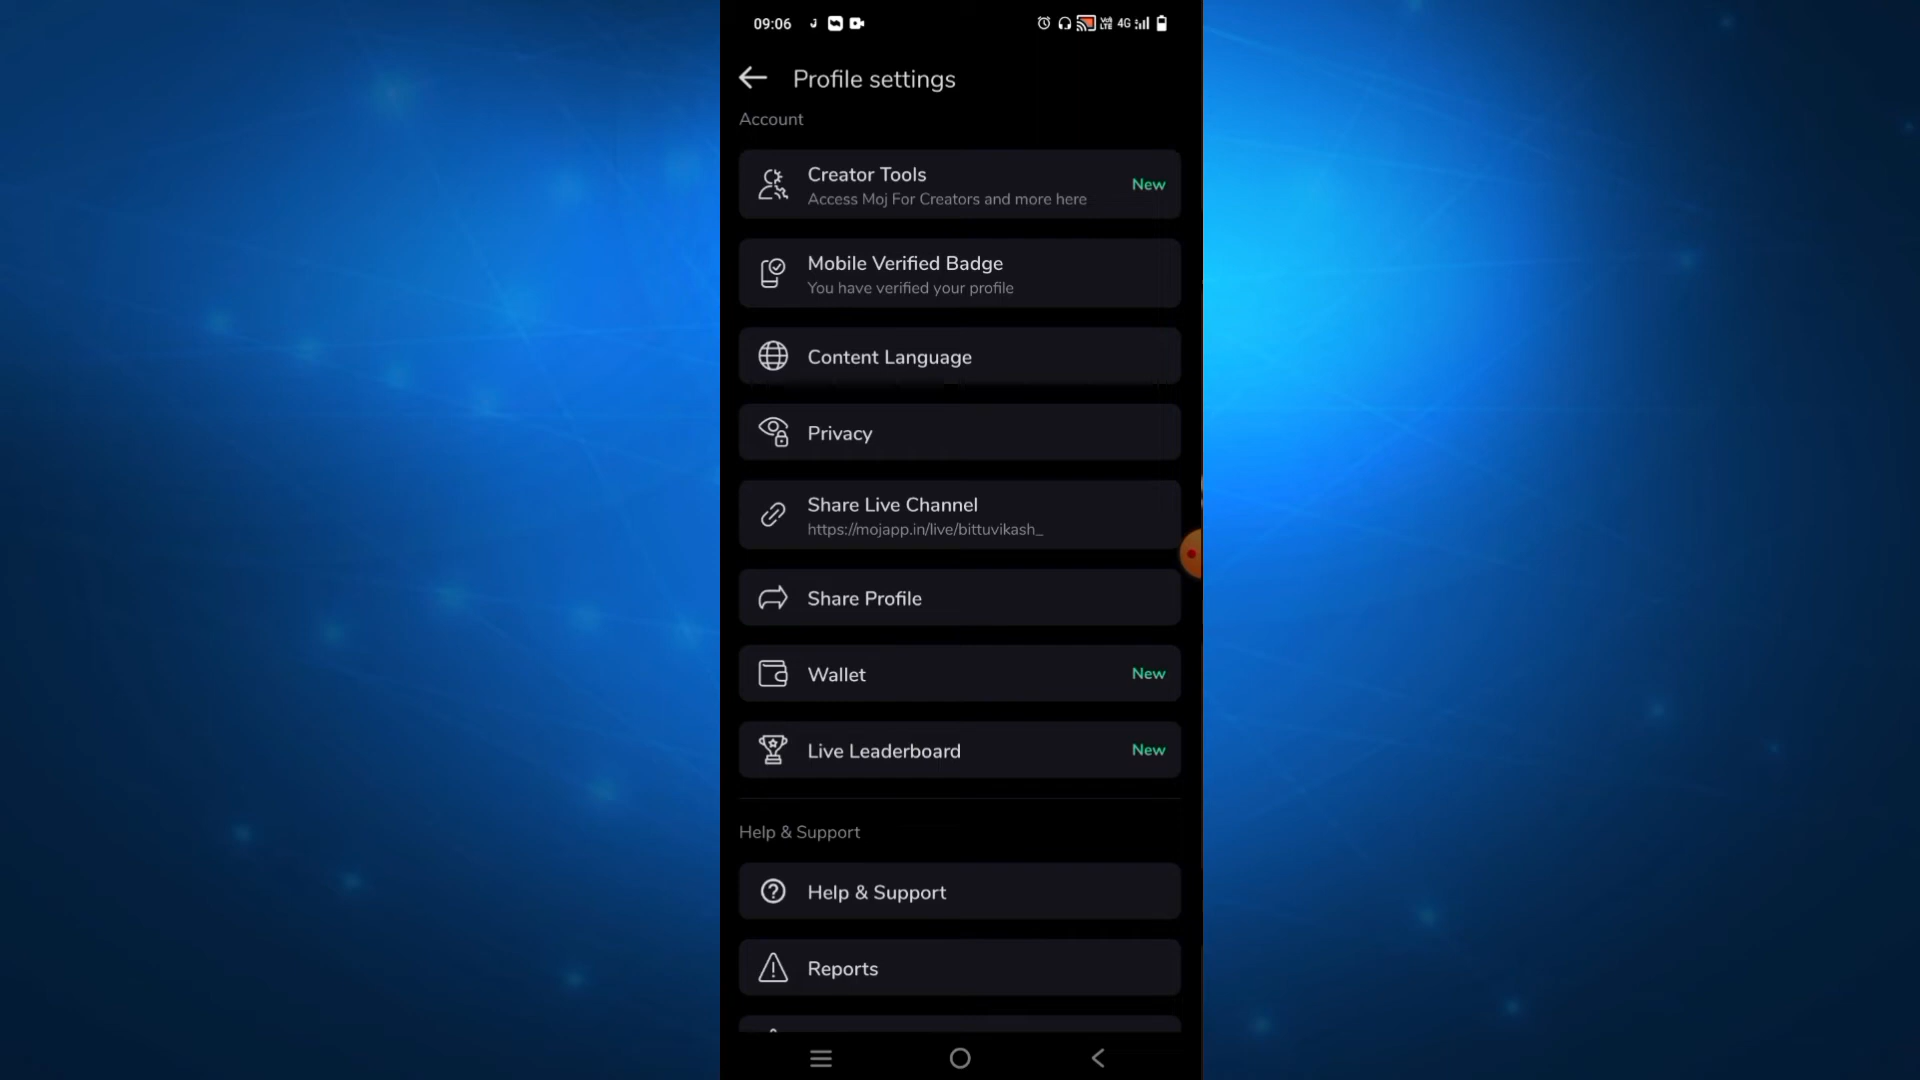 09:06
4G
Profile settings
Account
Creator Tools
Access Moj For Creators and more here
New
Mobile Verified Badge
You have verified your profile
Content Language
Privacy
Share Live Channel
https://mojapp.in/live/bittuvikash_
Share Profile
Wallet
New
Live Leaderboard
New
Help & Support
Help & Support
Reports